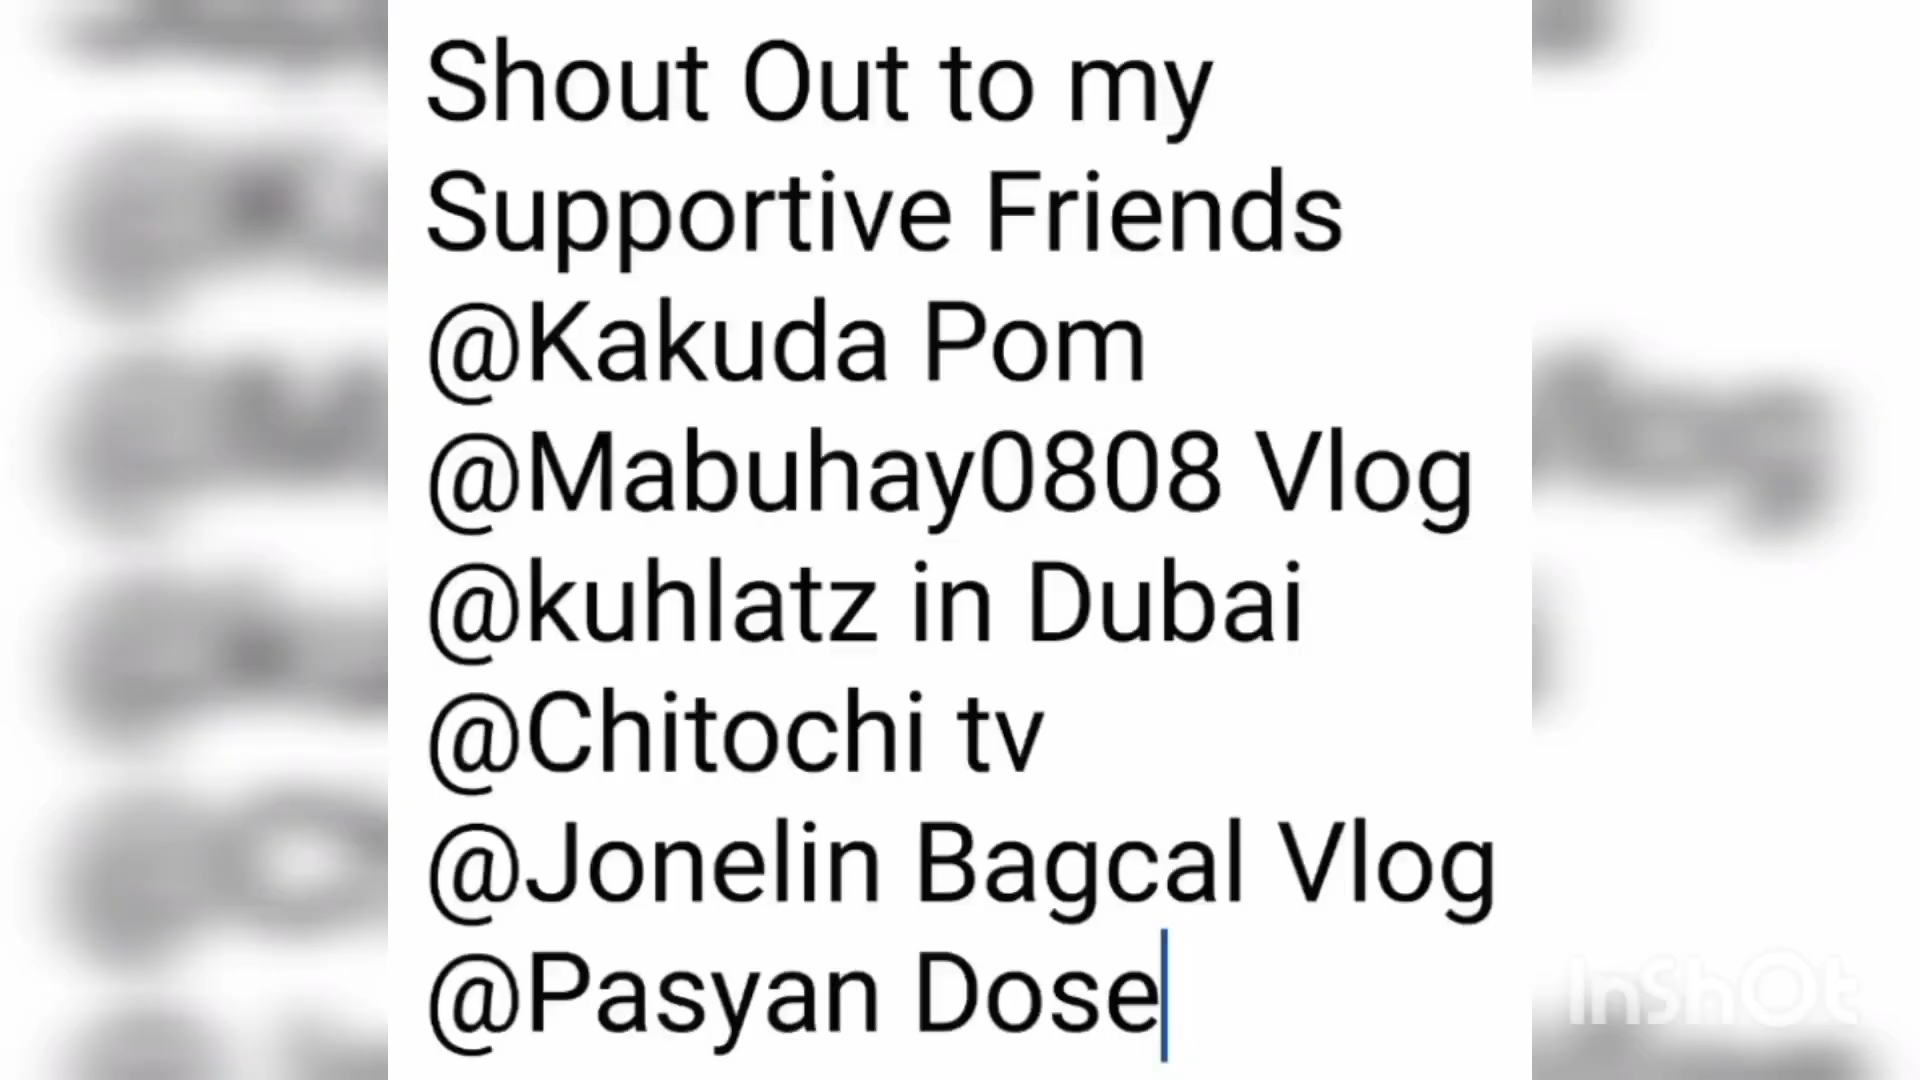 Shout Out to my
Supportive Friends
@Kakuda Pom
@Mabuhay0808 Vlog
@kuhlatz in Dubai
@Chitochi tv
@Jonelin Bagcal Vlog
@Pasyan Dose
InShOt